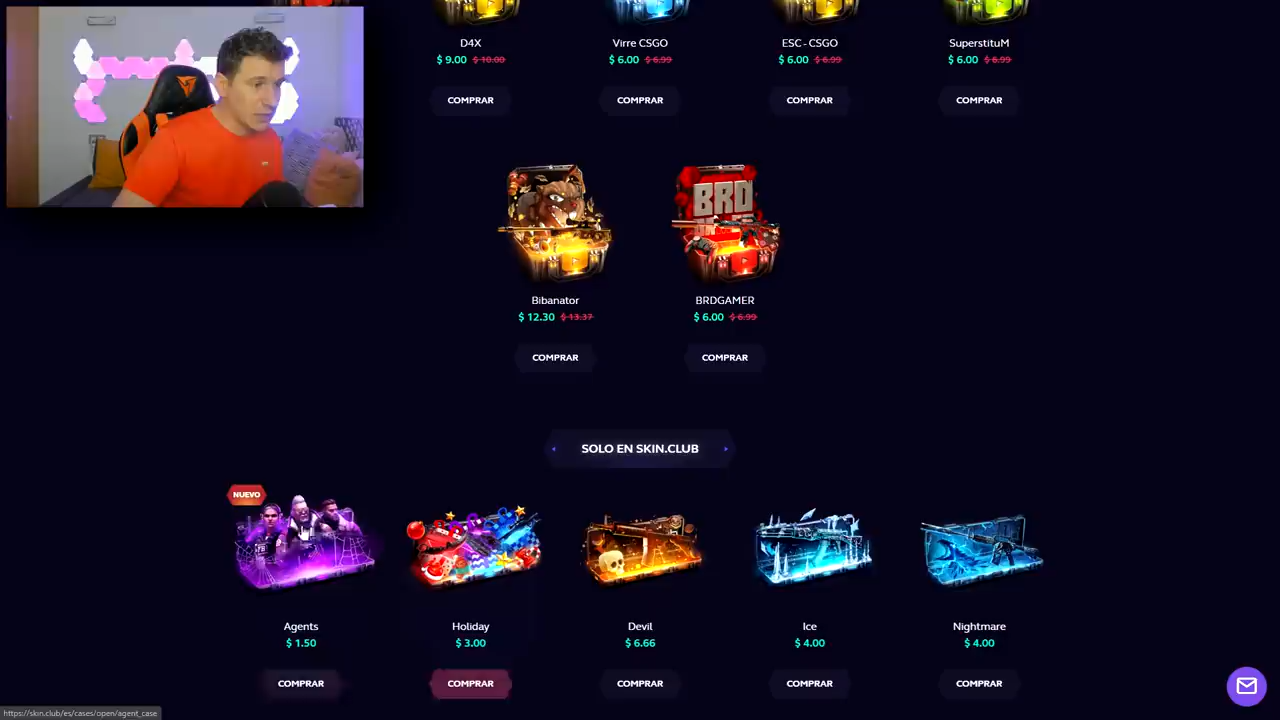 D4X
Virre CSGO
ESC - CSGO
SuperstituM
$ 9.00 $ 10.00
$ 6.00 $ 6.99
$ 6.00 $ 6.99
$ 6.00 $ 6.99
COMPRAR
COMPRAR
COMPRAR
COMPRAR
BRD
Bibanator
BRDGAMER
$ 12.30 $ 13.37
$ 6.00 $ 6.99
COMPRAR
COMPRAR
SOLO EN SKIN.CLUB
NUEVO
Agents
Holiday
Devil
Ice
Nightmare
$ 1.50
$ 3.00
$ 6.66
$ 4.00
$ 4.00
COMPRAR
COMPRAR
COMPRAR
COMPRAR
COMPRAR
https://skin.club/es/cases/open/agent_case